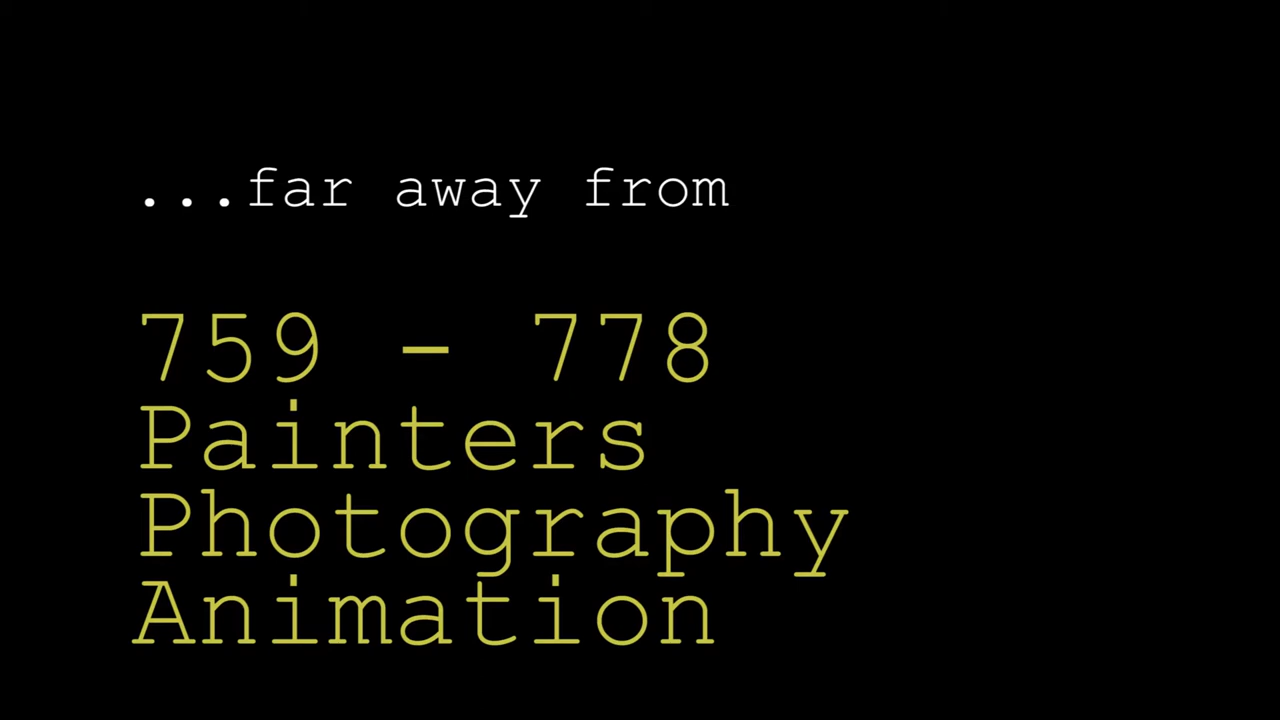 ...far away from
759 - 778
Painters
Photography
Animation